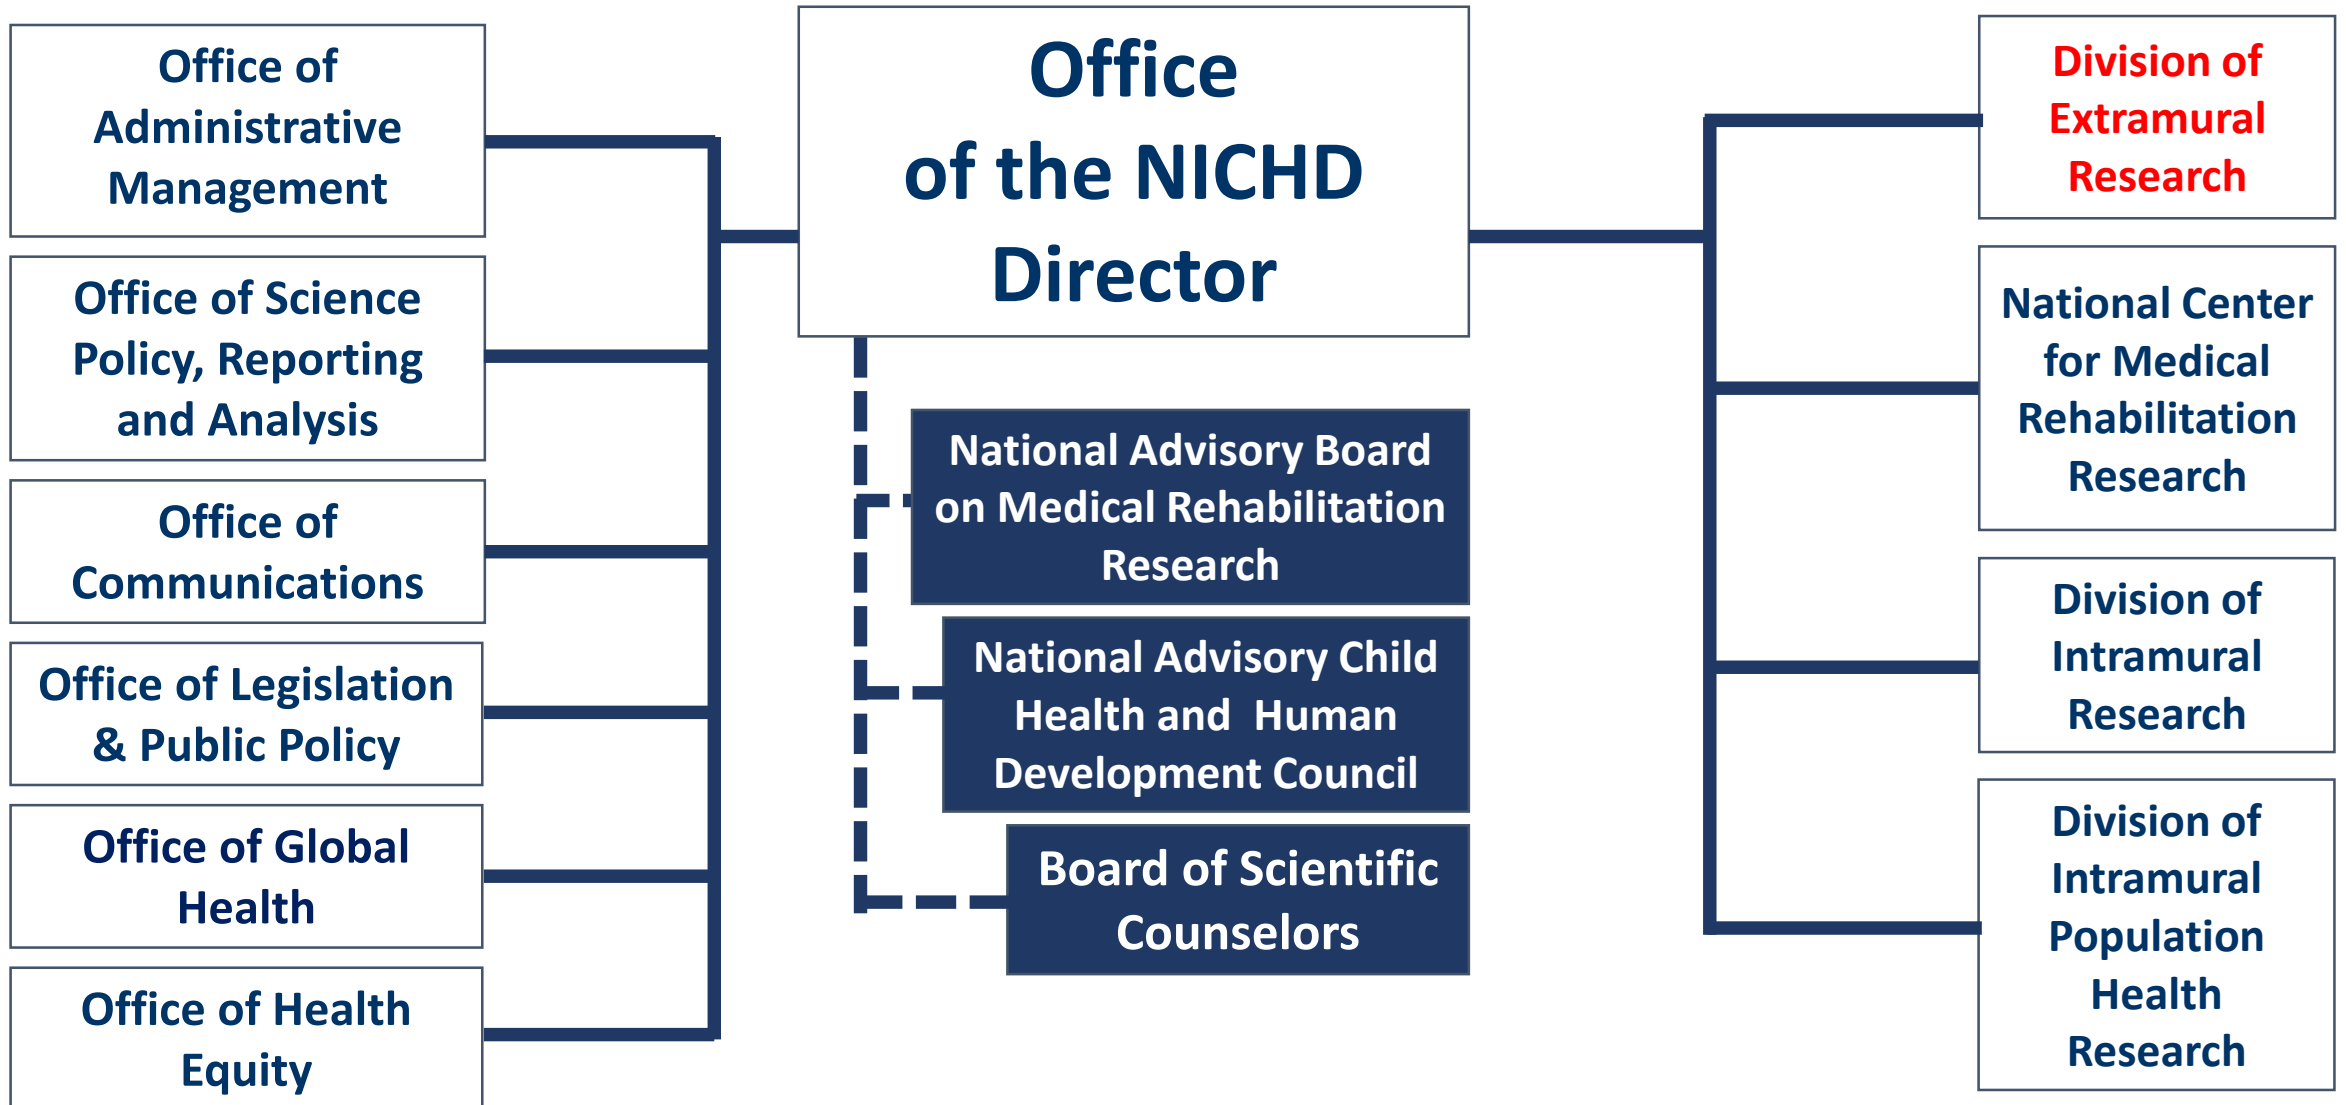 Office of
Administrative
Management
Office of Science
Policy, Reporting
and Analysis
Office of
Communications
Office of Legislation
& Public Policy
Office of Global
Health
Office of Health
Equity
Office
of the NICHD
Director
National Advisory Board
on Medical Rehabilitation
Research
National Advisory Child
Health and  Human
Development Council
Board of Scientific
Counselors
Division of
Extramural
Research
National Center
for Medical
Rehabilitation
Research
Division of
Intramural
Research
Division of
Intramural
Population
Health
Research